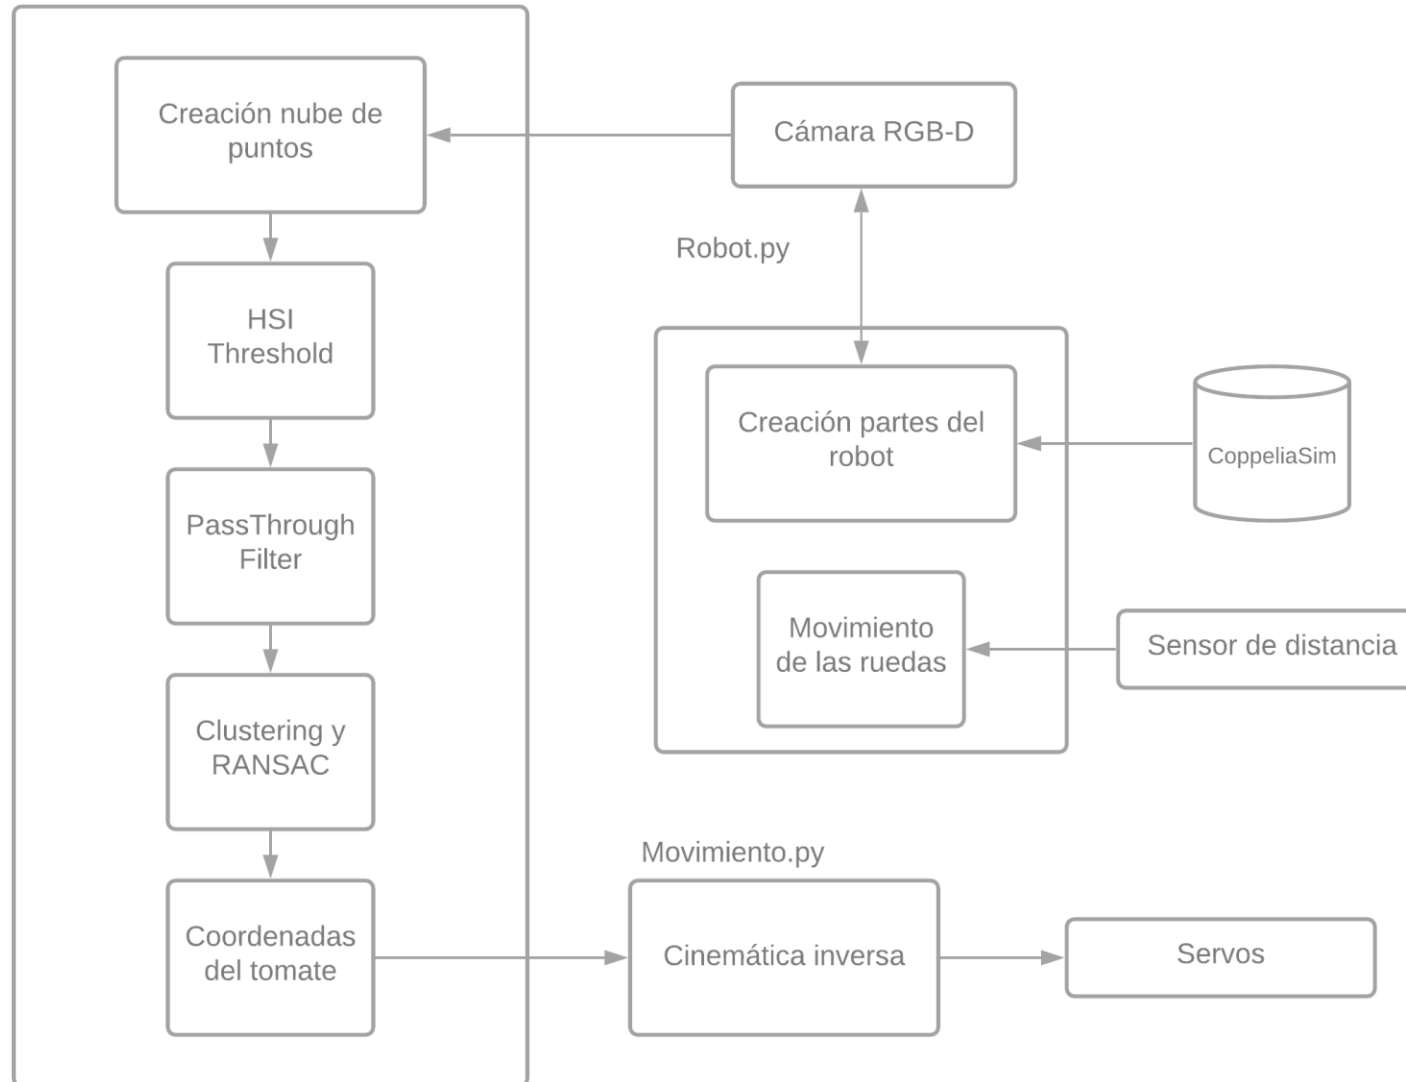 Creación nube de
puntos
Cámara RGB-D
Robot.py
HSI
Threshold
Creación partes del
robot
CoppeliaSim
PassThrough
Filter
Movimiento
de las ruedas
Sensor de distancia
Clustering y
RANSAC
Movimiento.py
Coordenadas
del tomate
Cinemática inversa
Servos